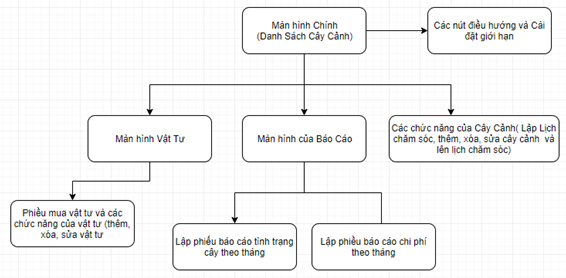 Màn hình Chính
(Danh Sách Cây Cảnh)
Các nút điều hướng và Cài
đặt giới hạn
Màn hình Vật Tư
Màn hình của Báo Cáo
Các chức năng của Cây Cảnh( Lập Lịch
chăm sóc, thêm, xóa, sửa cây cảnh  và
lên lịch chăm sóc)
Phiếu mua vật tư và các
chức năng của vật tư (thêm,
xóa, sửa vật tư
Lập phiếu báo cáo tình trạng
cây theo tháng
Lập phiếu báo cáo chi phí
theo tháng